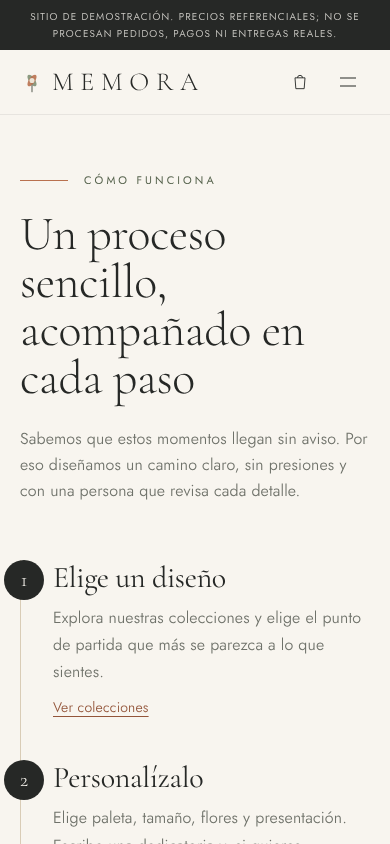 SITIO DE DEMOSTRACIÓN. PRECIOS REFERENCIALES; NO SE
PROCESAN PEDIDOS, PAGOS NI ENTREGAS REALES.
MEMORA
CÓMO FUNCIONA
Un proceso
sencillo,
acompañado en
cada paso
Sabemos que estos momentos llegan sin aviso. Por
eso diseñamos un camino claro, sin presiones y
con una persona que revisa cada detalle.
1 Elige un diseño
Explora nuestras colecciones y elige el punto
de partida que más se parezca a lo que
sientes.
Ver colecciones
2 Personalízalo
Elige paleta, tamaño, flores y presentación.